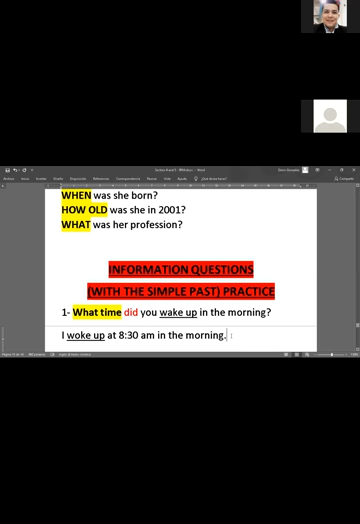 WHEN was she born?
HOW OLD was she in 2001?
WHAT was her profession?
INFORMATION QUESTIONS
(WITH THE SIMPLE PAST) PRACTICE
1- What time did you wake up in the morning?
I woke up at 8:30 am in the morning.